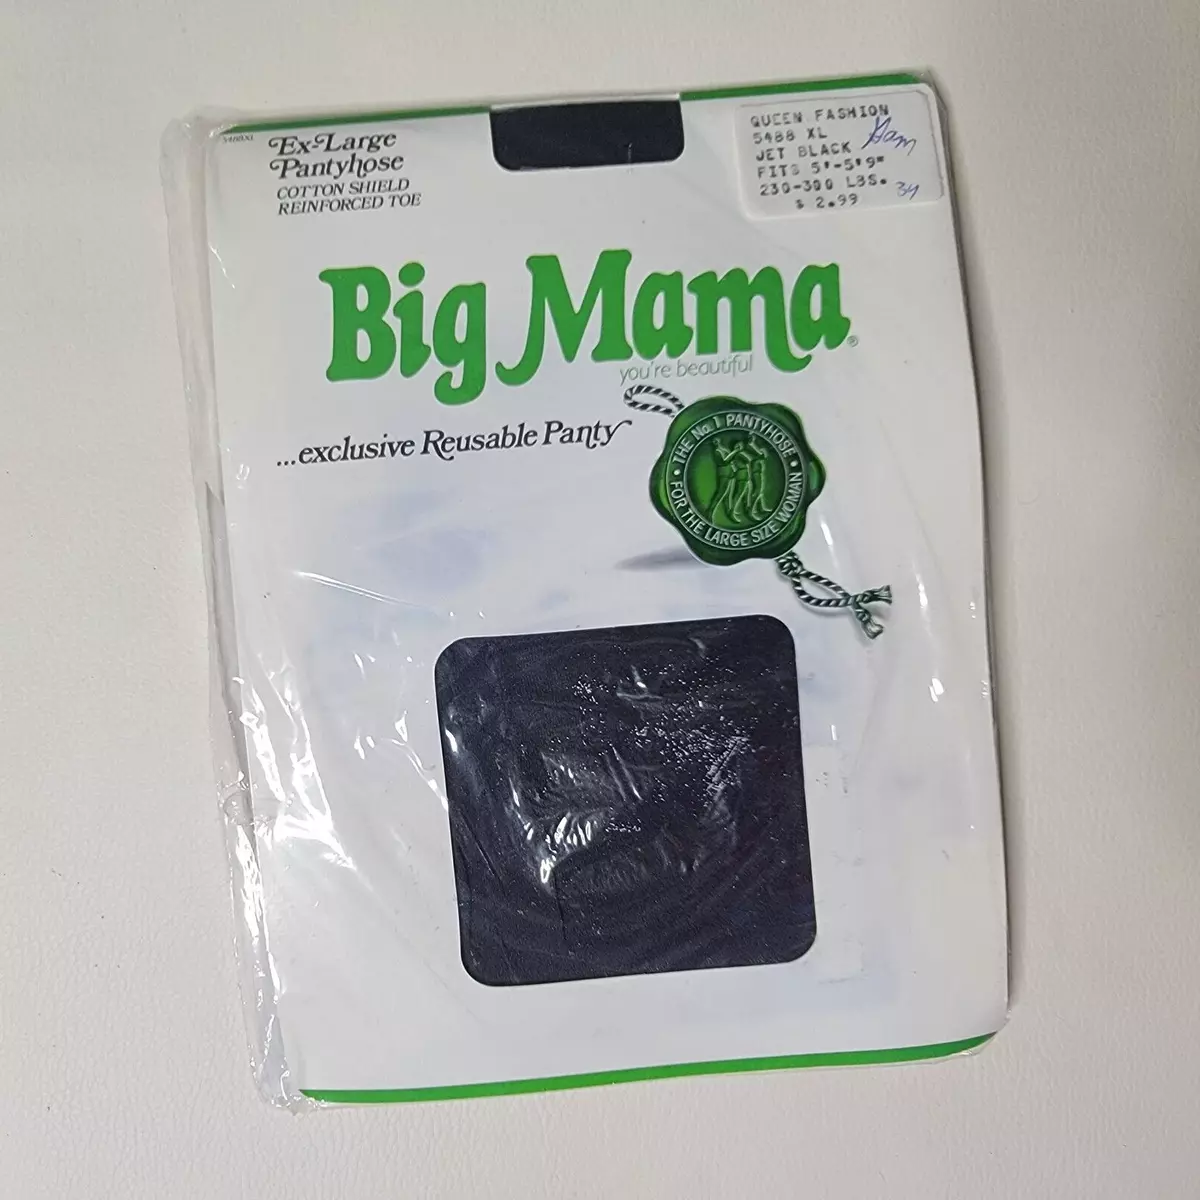 5488XL
Ex-Large
Pantyhose
COTTON SHIELD
REINFORCED TOE
QUEEN FASHION
5488 XL
JET BLACK
FITS 5'-5'9"
230-300 LBS.
$ 2.99
34
Big Mama®
you're beautiful
...exclusive Reusable Panty
• THE No. 1 PANTYHOSE •
FOR THE LARGE SIZE WOMAN